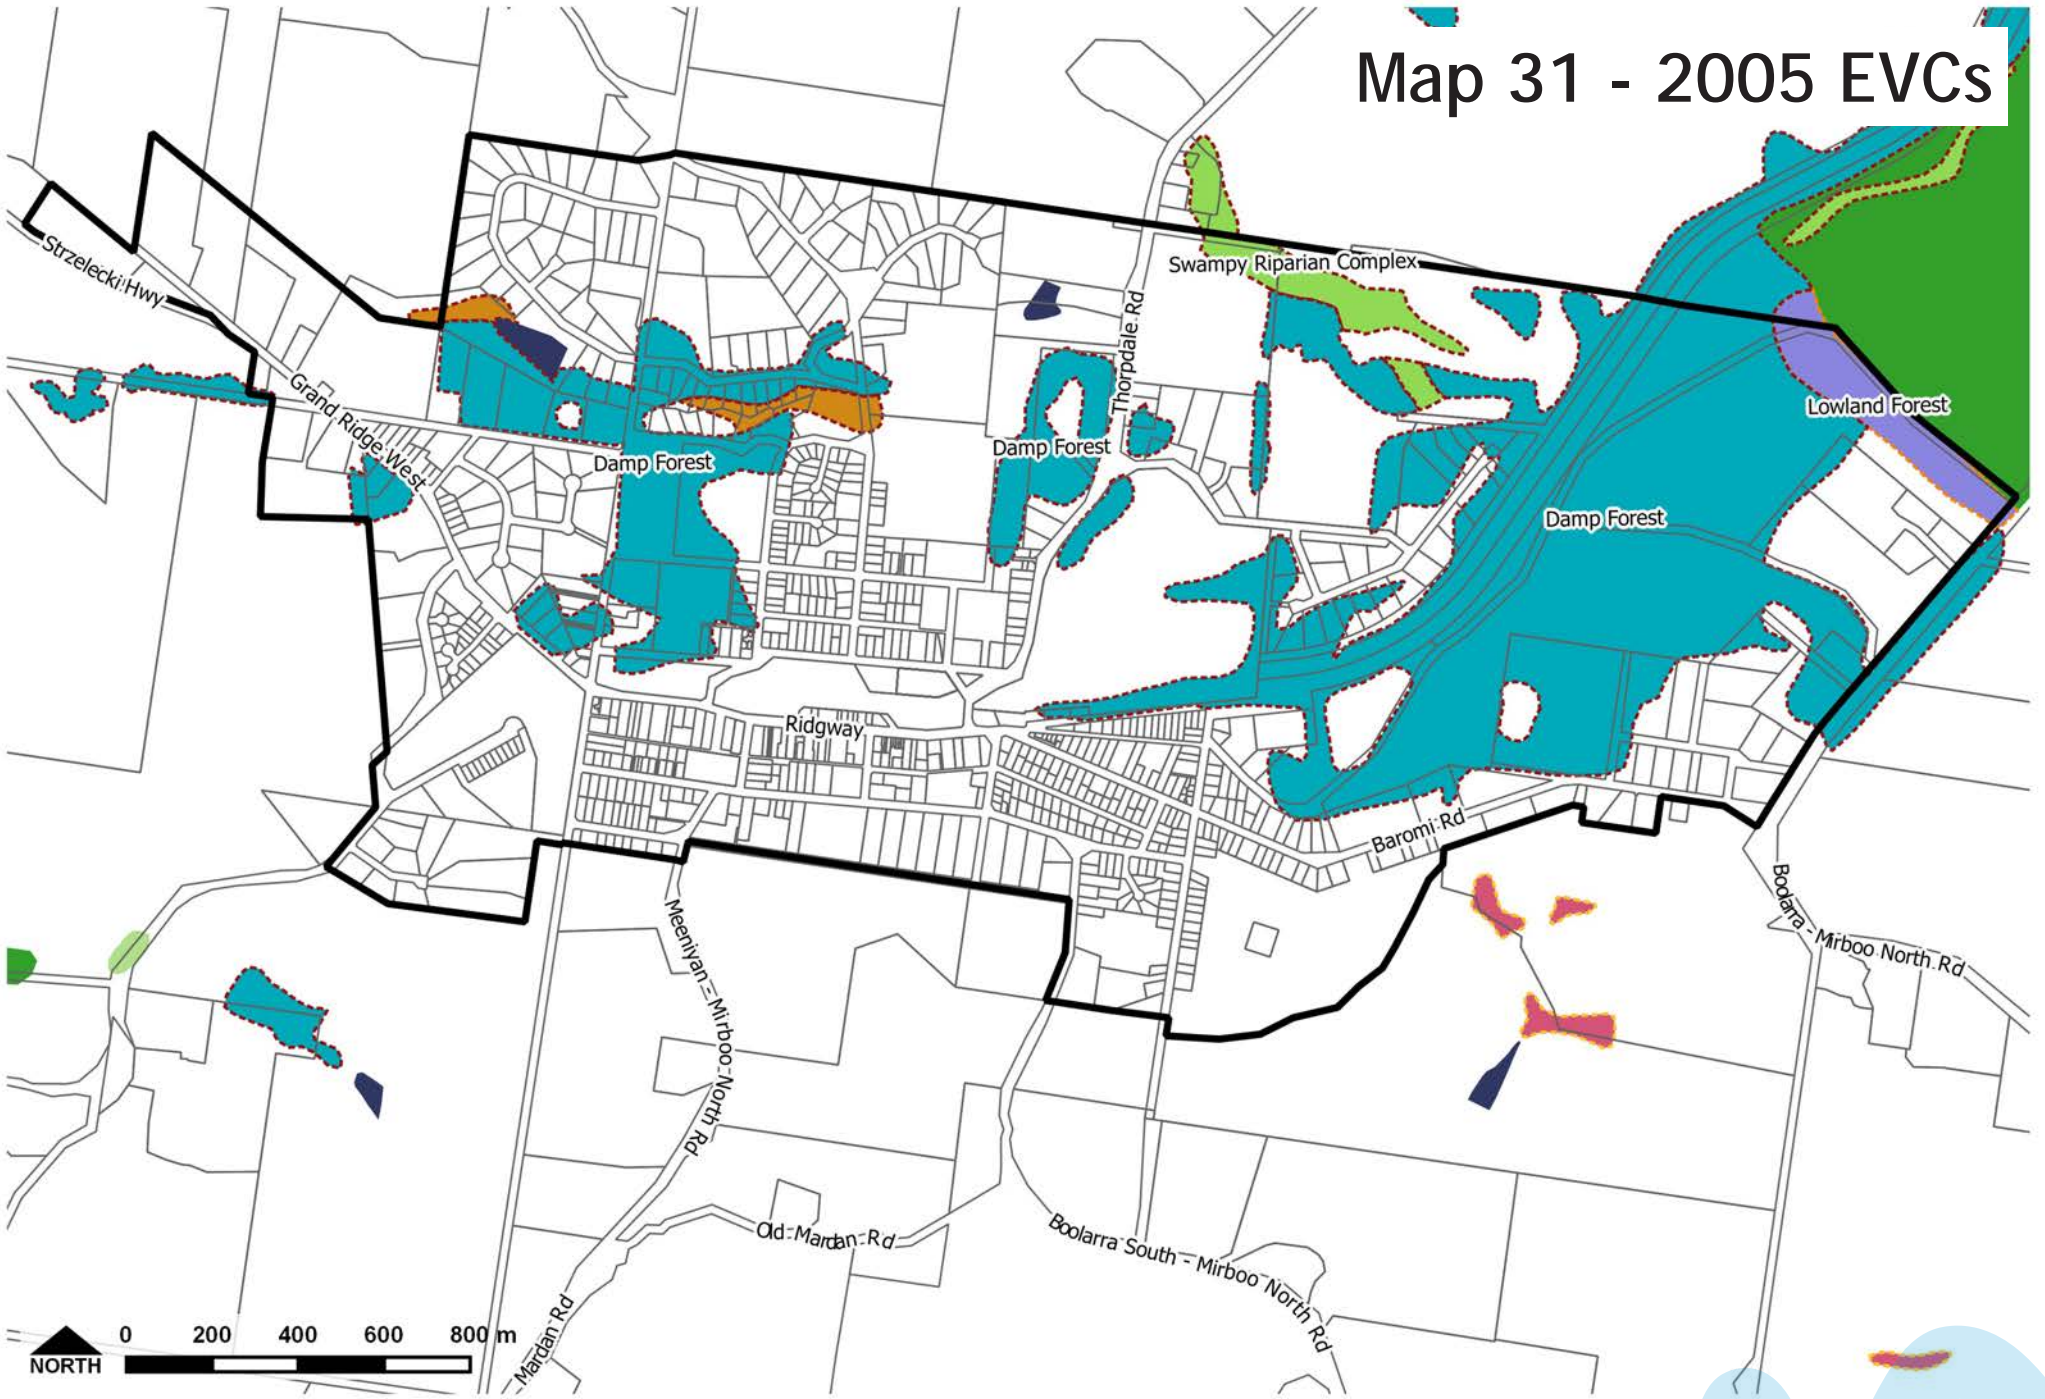 Map 31 - 2005 EVCs
Strzelecki Hwy
Swampy Riparian Complex
Thorpdale Rd
Grand Ridge West
Lowland Forest
Damp Forest
Damp Forest
Damp Forest
Ridgway
Baromi Rd
Meeniyan - Mirboo North Rd
Boolarra - Mirboo North Rd
Old Mardan Rd
Boolarra South - Mirboo North Rd
Mardan Rd
0 200 400 600 800 m
NORTH